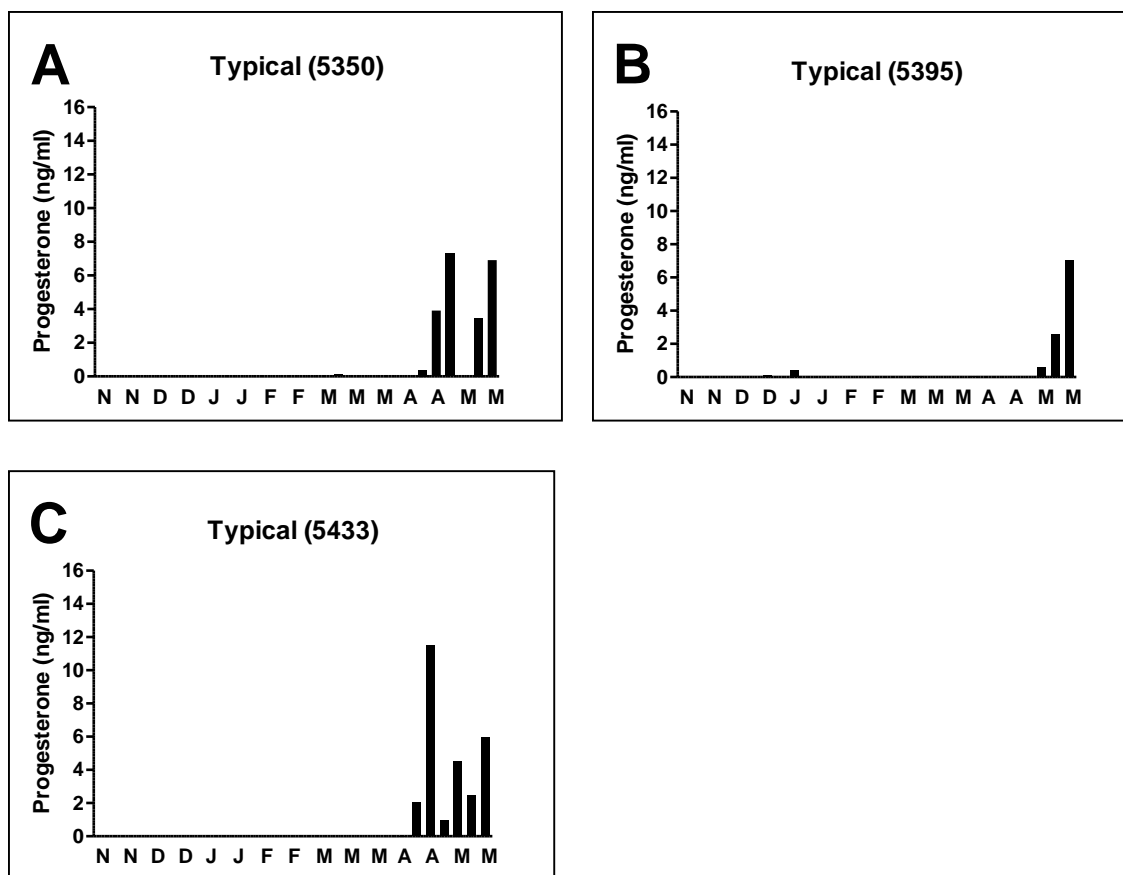 A
Typical (5350)
Progesterone (ng/ml)
16
14
12
10
8
6
4
2
0
N N D D J J F F M M M A A M M
B
Typical (5395)
Progesterone (ng/ml)
16
14
12
10
8
6
4
2
0
N N D D J J F F M M M A A M M
C
Typical (5433)
Progesterone (ng/ml)
16
14
12
10
8
6
4
2
0
N N D D J J F F M M M A A M M